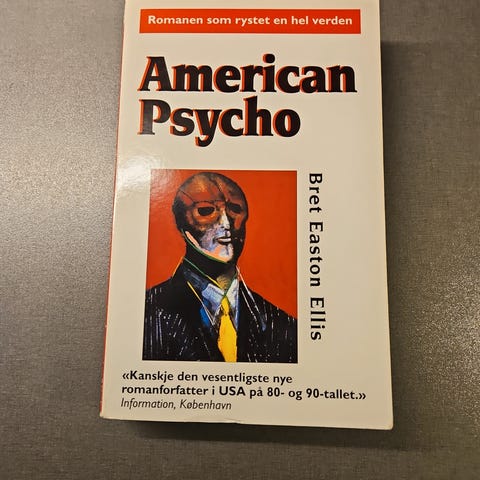 Romanen som rystet en hel verden
American
Psycho
Bret Easton Ellis
«Kanskje den vesentligste nye
romanforfatter i USA på 80- og 90-tallet.»
Information, København